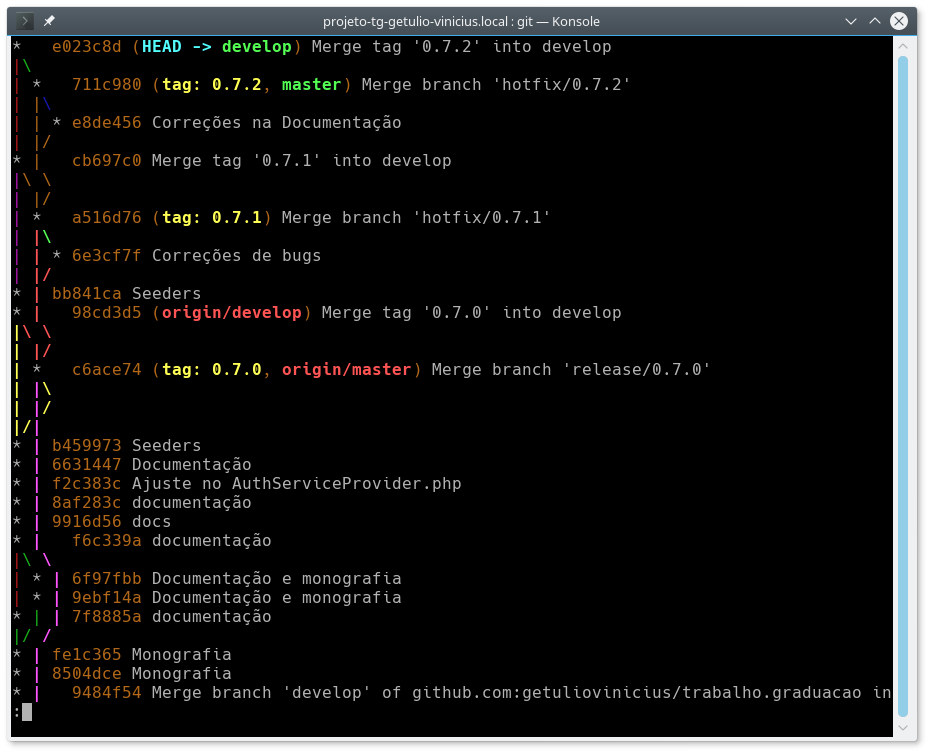 projeto-tg-getulio-vinicius.local : git — Konsole
*   e023c8d (HEAD -> develop) Merge tag '0.7.2' into develop
|\
| *   711c980 (tag: 0.7.2, master) Merge branch 'hotfix/0.7.2'
| |\
| | * e8de456 Correções na Documentação
| |/
* |   cb697c0 Merge tag '0.7.1' into develop
|\ \
| |/
| *   a516d76 (tag: 0.7.1) Merge branch 'hotfix/0.7.1'
| |\
| | * 6e3cf7f Correções de bugs
| |/
* | bb841ca Seeders
* |   98cd3d5 (origin/develop) Merge tag '0.7.0' into develop
|\ \
| |/
| *   c6ace74 (tag: 0.7.0, origin/master) Merge branch 'release/0.7.0'
| |\
| |/
|/|
* | b459973 Seeders
* | 6631447 Documentação
* | f2c383c Ajuste no AuthServiceProvider.php
* | 8af283c documentação
* | 9916d56 docs
* |   f6c339a documentação
|\ \
| * | 6f97fbb Documentação e monografia
| * | 9ebf14a Documentação e monografia
* | | 7f8885a documentação
|/ /
* | fe1c365 Monografia
* | 8504dce Monografia
* |   9484f54 Merge branch 'develop' of github.com:getuliovinicius/trabalho.graduacao in
: